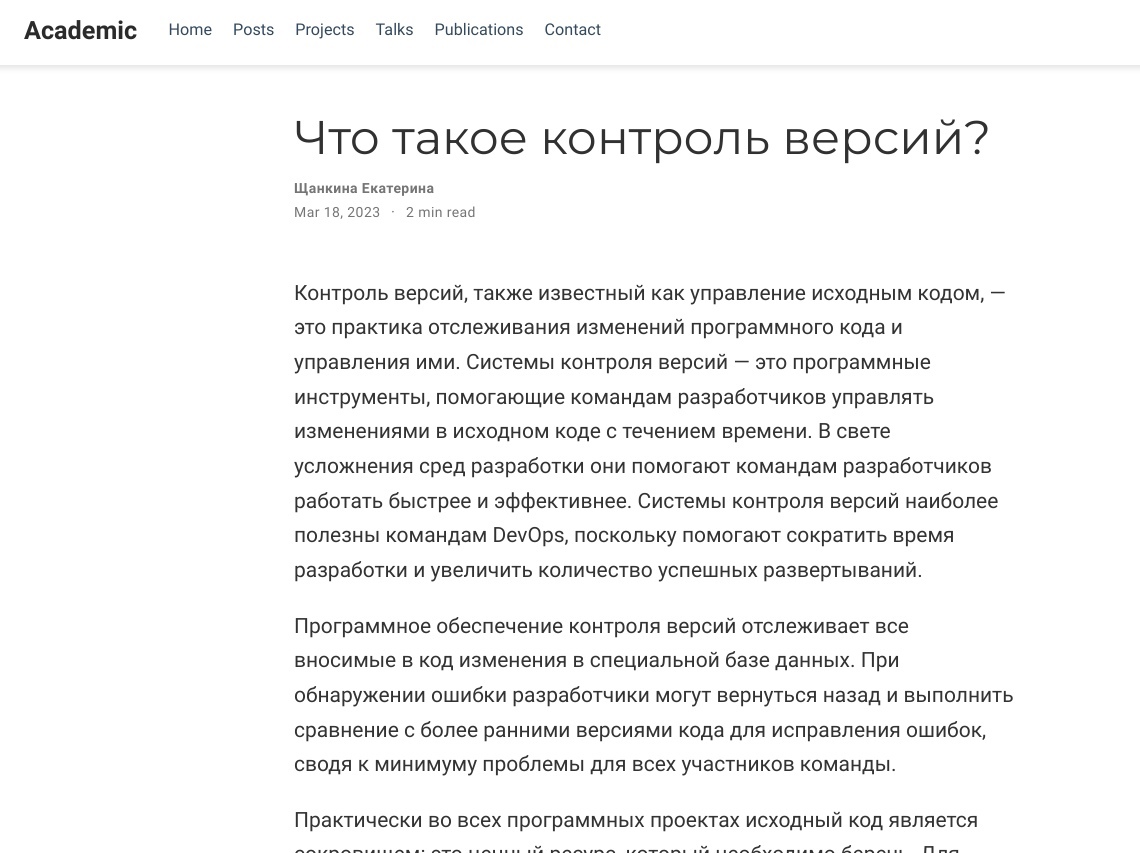 Academic Home Posts Projects Talks Publications Contact
Что такое контроль версий?
Щанкина Екатерина
Mar 18, 2023 · 2 min read
Контроль версий, также известный как управление исходным кодом, —
это практика отслеживания изменений программного кода и
управления ими. Системы контроля версий — это программные
инструменты, помогающие командам разработчиков управлять
изменениями в исходном коде с течением времени. В свете
усложнения сред разработки они помогают командам разработчиков
работать быстрее и эффективнее. Системы контроля версий наиболее
полезны командам DevOps, поскольку помогают сократить время
разработки и увеличить количество успешных развертываний.
Программное обеспечение контроля версий отслеживает все
вносимые в код изменения в специальной базе данных. При
обнаружении ошибки разработчики могут вернуться назад и выполнить
сравнение с более ранними версиями кода для исправления ошибок,
сводя к минимуму проблемы для всех участников команды.
Практически во всех программных проектах исходный код является